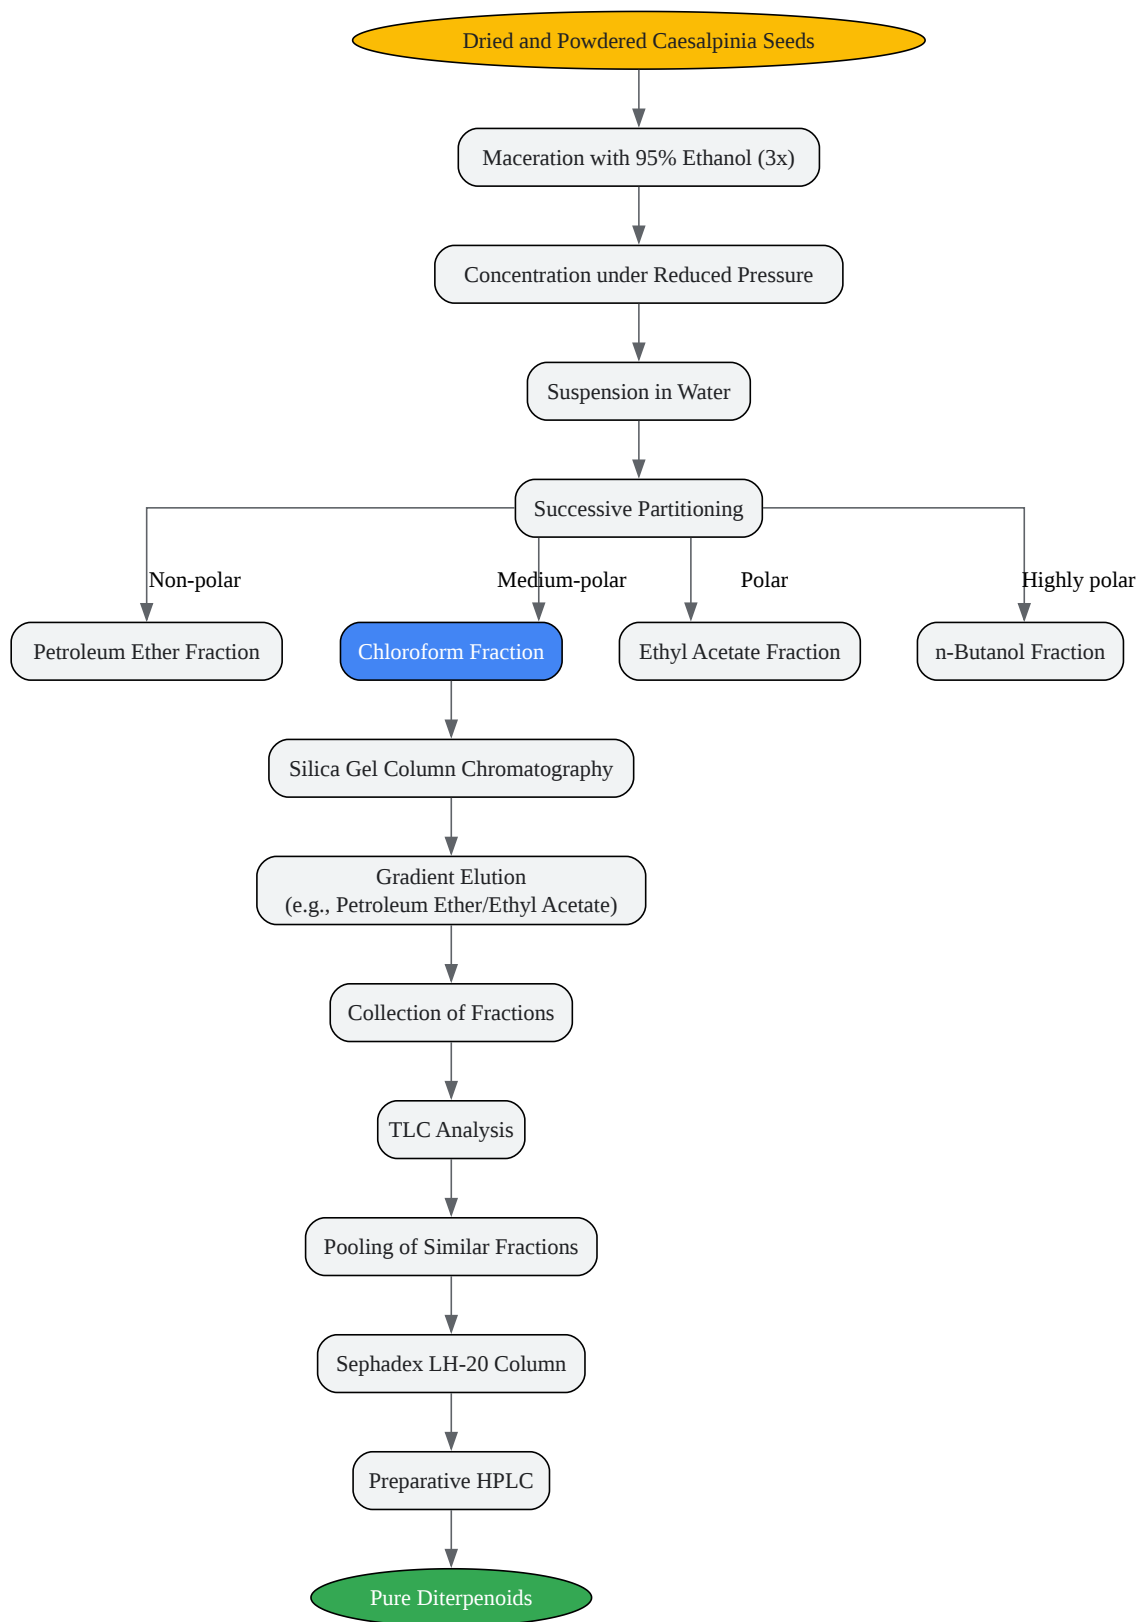 Dried and Powdered Caesalpinia Seeds
Maceration with 95% Ethanol (3x)
Concentration under Reduced Pressure
Suspension in Water
Successive Partitioning
Non-polar
Medium-polar
Polar
Highly polar
Petroleum Ether Fraction
Chloroform Fraction
Ethyl Acetate Fraction
n-Butanol Fraction
Silica Gel Column Chromatography
Gradient Elution
(e.g., Petroleum Ether/Ethyl Acetate)
Collection of Fractions
TLC Analysis
Pooling of Similar Fractions
Sephadex LH-20 Column
Preparative HPLC
Pure Diterpenoids